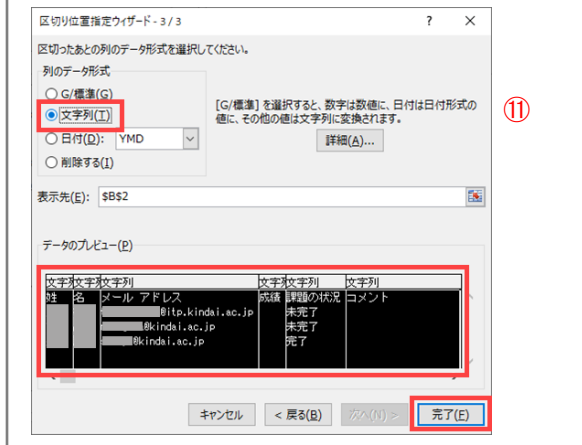 区切り位置指定ウィザード - 3 / 3
? ×
区切ったあとの列のデータ形式を選択してください。
列のデータ形式
G/標準(G)
文字列(T)
日付(D): YMD
削除する(I)
[G/標準] を選択すると、数字は数値に、日付は日付形式の
値に、その他の値は文字列に変換されます。
詳細(A)...
⑪
表示先(E): $B$2
データのプレビュー(P)
文字列 文字列 文字列 文字列 文字列 文字列
姓 名 メール アドレス 成績 課題の状況 コメント
@itp.kindai.ac.jp 未完了
@kindai.ac.jp 未完了
@kindai.ac.jp 完了
キャンセル < 戻る(B) 次へ(N) > 完了(F)